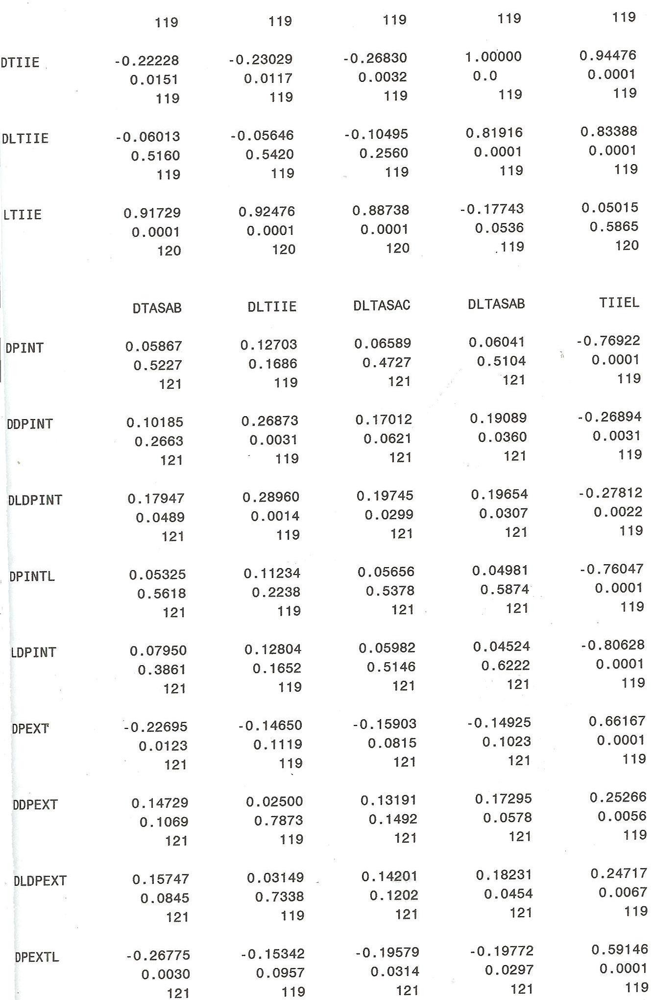 119 119 119 119 119
DTIIE -0.22228 -0.23029 -0.26830 1.00000 0.94476
0.0151 0.0117 0.0032 0.0 0.0001
119 119 119 119 119
DLTIIE -0.06013 -0.05646 -0.10495 0.81916 0.83388
0.5160 0.5420 0.2560 0.0001 0.0001
119 119 119 119 119
LTIIE 0.91729 0.92476 0.88738 -0.17743 0.05015
0.0001 0.0001 0.0001 0.0536 0.5865
120 120 120 119 120
DTASAB DLTIIE DLTASAC DLTASAB TIIEL
DPINT 0.05867 0.12703 0.06589 0.06041 -0.76922
0.5227 0.1686 0.4727 0.5104 0.0001
121 119 121 121 119
DDPINT 0.10185 0.26873 0.17012 0.19089 -0.26894
0.2663 0.0031 0.0621 0.0360 0.0031
121 119 121 121 119
DLDPINT 0.17947 0.28960 0.19745 0.19654 -0.27812
0.0489 0.0014 0.0299 0.0307 0.0022
121 119 121 121 119
DPINTL 0.05325 0.11234 0.05656 0.04981 -0.76047
0.5618 0.2238 0.5378 0.5874 0.0001
121 119 121 121 119
LDPINT 0.07950 0.12804 0.05982 0.04524 -0.80628
0.3861 0.1652 0.5146 0.6222 0.0001
121 119 121 121 119
DPEXT -0.22695 -0.14650 -0.15903 -0.14925 0.66167
0.0123 0.1119 0.0815 0.1023 0.0001
121 119 121 121 119
DDPEXT 0.14729 0.02500 0.13191 0.17295 0.25266
0.1069 0.7873 0.1492 0.0578 0.0056
121 119 121 121 119
DLDPEXT 0.15747 0.03149 0.14201 0.18231 0.24717
0.0845 0.7338 0.1202 0.0454 0.0067
121 119 121 121 119
DPEXTL -0.26775 -0.15342 -0.19579 -0.19772 0.59146
0.0030 0.0957 0.0314 0.0297 0.0001
121 119 121 121 119